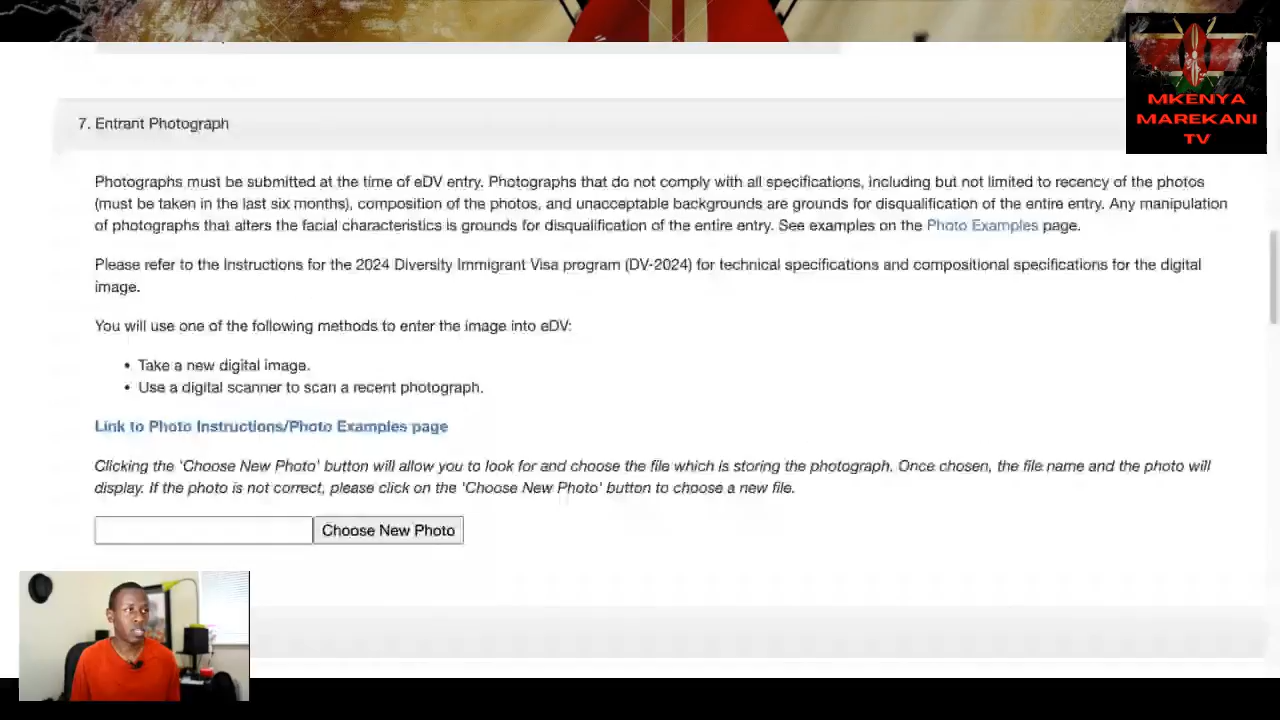 MKENYA
MAREKANI
TV
7. Entrant Photograph
Photographs must be submitted at the time of eDV entry. Photographs that do not comply with all specifications, including but not limited to recency of the photos
(must be taken in the last six months), composition of the photos, and unacceptable backgrounds are grounds for disqualification of the entire entry. Any manipulation
of photographs that alters the facial characteristics is grounds for disqualification of the entire entry. See examples on the Photo Examples page.
Please refer to the Instructions for the 2024 Diversity Immigrant Visa program (DV-2024) for technical specifications and compositional specifications for the digital
image.
You will use one of the following methods to enter the image into eDV:
• Take a new digital image.
• Use a digital scanner to scan a recent photograph.
Link to Photo Instructions/Photo Examples page
Clicking the 'Choose New Photo' button will allow you to look for and choose the file which is storing the photograph. Once chosen, the file name and the photo will
display. If the photo is not correct, please click on the 'Choose New Photo' button to choose a new file.
Choose New Photo